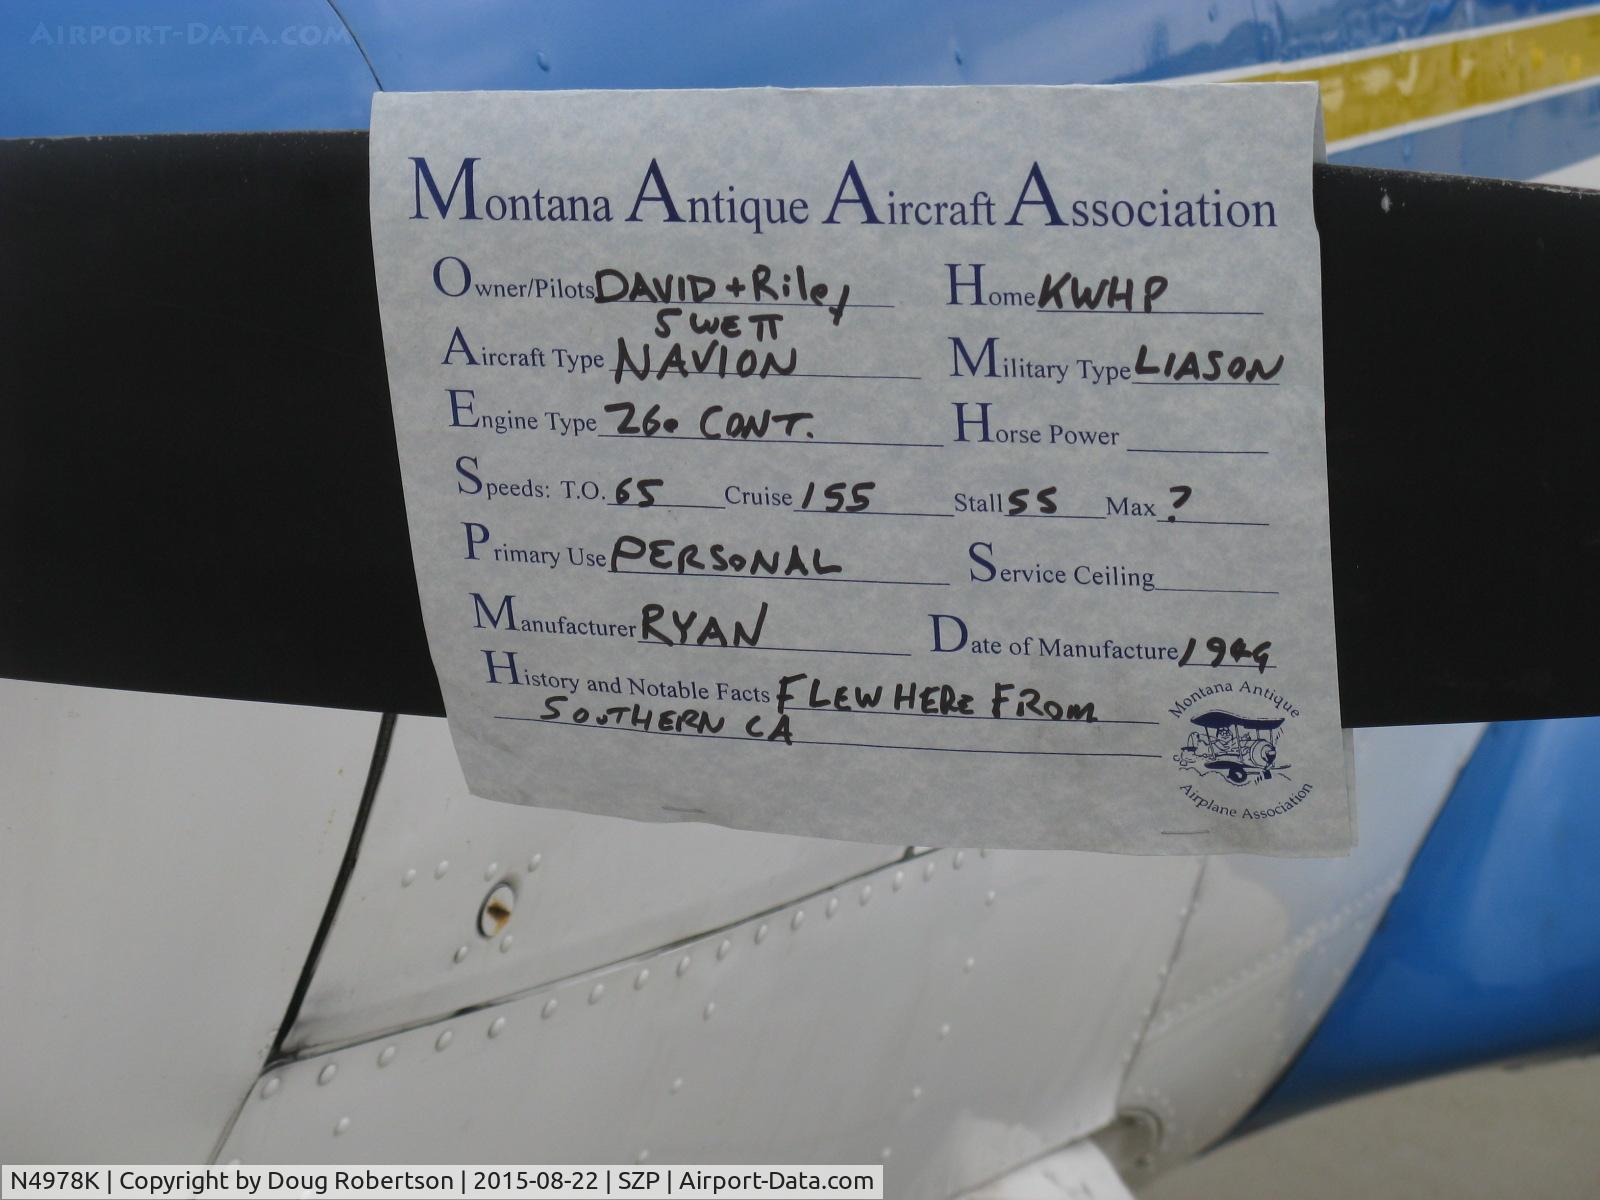 AIRPORT-DATA.COM
Montana Antique Aircraft Association
Owner/Pilots DAVID + Riley Home KWHP
SWETT
Aircraft Type NAVION Military Type LIASON
Engine Type 260 CONT. Horse Power
Speeds: T.O. 65 Cruise 155 Stall 55 Max ?
Primary Use PERSONAL Service Ceiling
Manufacturer RYAN Date of Manufacture 1949
History and Notable Facts FLEW HERE FROM
SOUTHERN CA
Montana Antique
Airplane Association
N4978K | Copyright by Doug Robertson | 2015-08-22 | SZP | Airport-Data.com